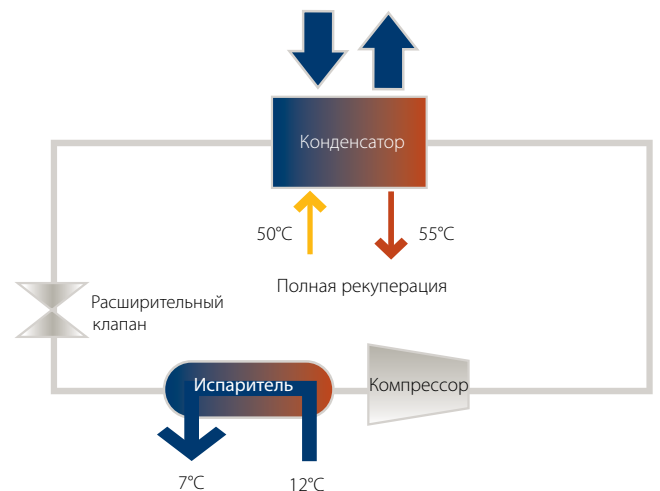 Конденсатор
50°C
55°C
Полная рекуперация
Расширительный
клапан
Испаритель
Компрессор
7°C
12°C